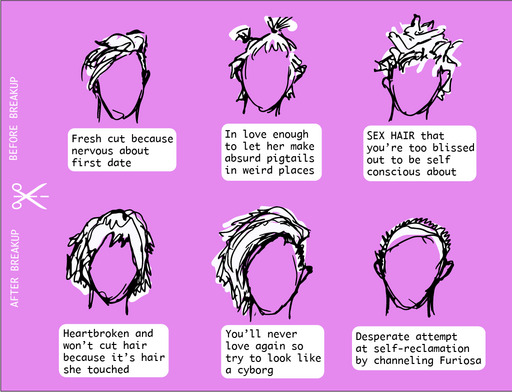 BEFORE BREAKUP
Fresh cut because
nervous about
first date
In love enough
to let her make
absurd pigtails
in weird places
SEX HAIR that
you're too blissed
out to be self
conscious about
AFTER BREAKUP
Heartbroken and
won't cut hair
because it's hair
she touched
You'll never
love again so
try to look like
a cyborg
Desperate attempt
at self-reclamation
by channeling Furiosa